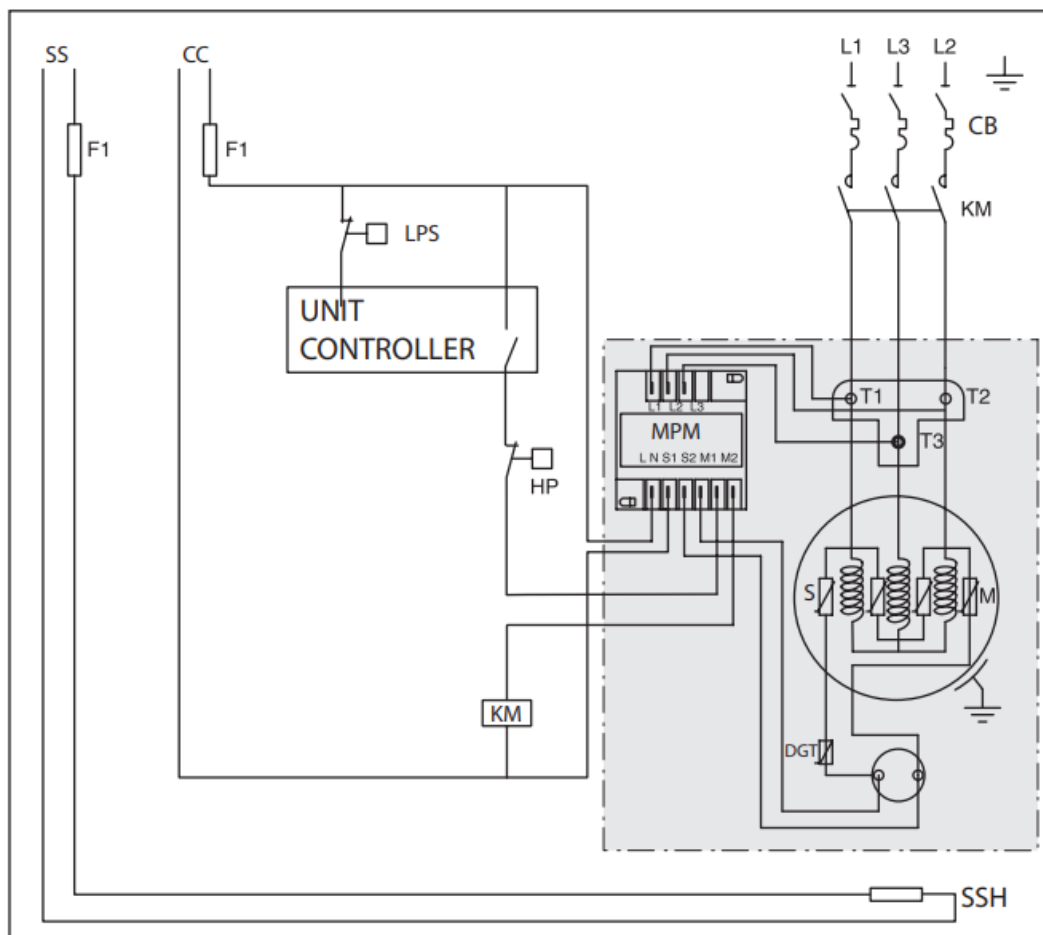 SS
CC
L1 L3 L2
CB
F1
F1
KM
LPS
UNIT
CONTROLLER
T1
T2
L1 L2 L3
MPM
T3
L N S1 S2 M1 M2
HP
S
M
KM
DGT
SSH